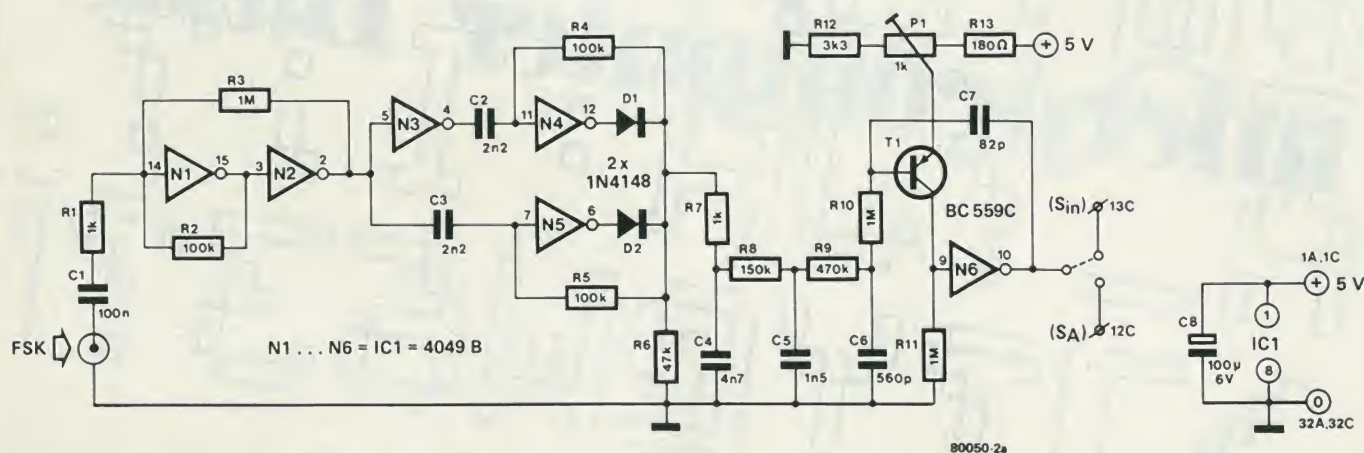 R12
3k3
P1
1k
R13
180Ω
+ 5 V
R4
100k
R3
1M
C7
82p
5
N3
4
C2
2n2
11
N4
12
D1
T1
14
N1
15
3
N2
2
2 x
1N4148
BC 559C
(Sin)
13C
R1
1k
R2
100k
C3
2n2
7
N5
6
D2
R7
1k
R10
1M
R8
150k
R9
470k
9
N6
10
1A,1C
+ 5 V
C1
100n
R5
100k
(SA)
12C
C8
100µ
6V
1
IC1
8
FSK
N1 ... N6 = IC1 = 4049 B
R6
47k
C4
4n7
C5
1n5
C6
560p
R11
1M
0
32A,32C
80050-2a